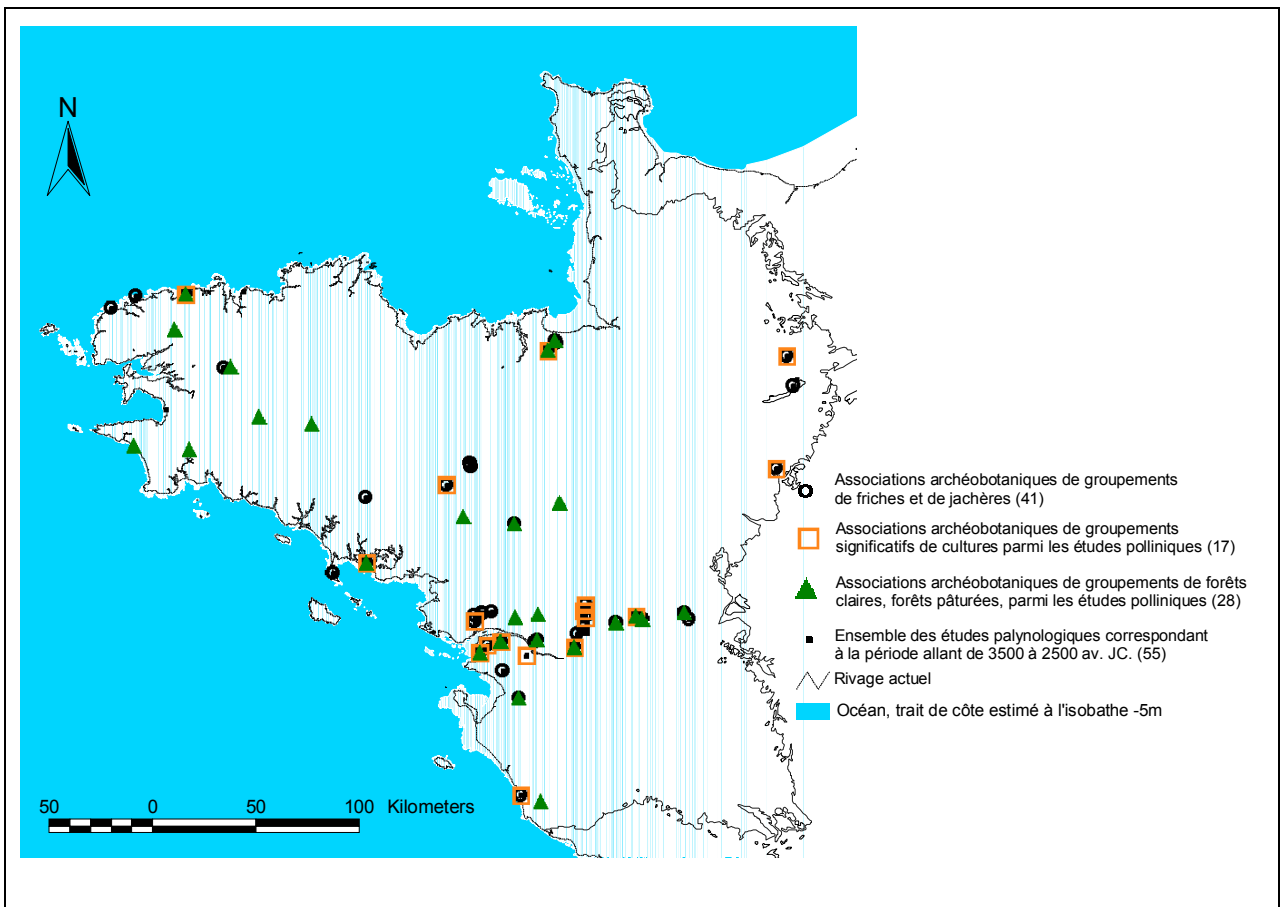 N
Associations archéobotaniques de groupements
de friches et de jachères (41)
Associations archéobotaniques de groupements
significatifs de cultures parmi les études polliniques (17)
Associations archéobotaniques de groupements de forêts
claires, forêts pâturées, parmi les études polliniques (28)
Ensemble des études palynologiques correspondant
à la période allant de 3500 à 2500 av. JC. (55)
Rivage actuel
Océan, trait de côte estimé à l'isobathe -5m
50 0 50 100 Kilometers